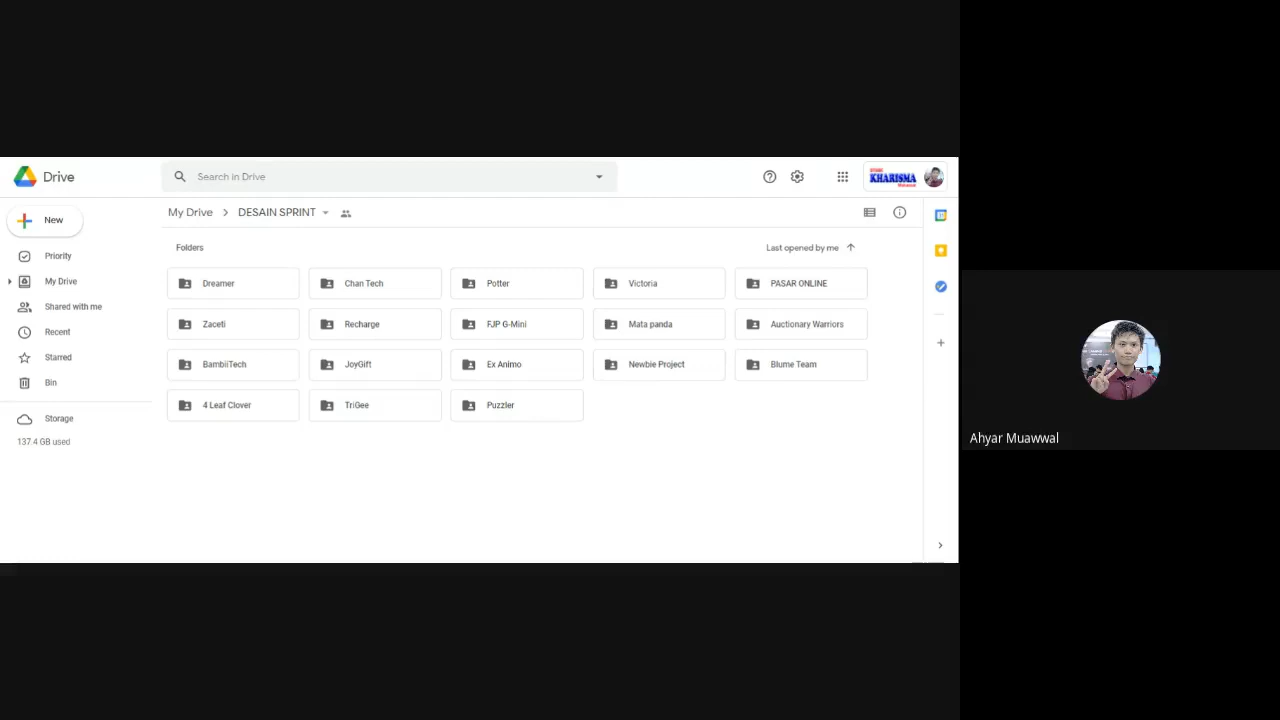 Drive
Search in Drive
KHARISMA
New
My Drive > DESAIN SPRINT
Priority
My Drive
Shared with me
Recent
Starred
Bin
Storage
137.4 GB used
Folders
Last opened by me
Dreamer
Chan Tech
Potter
Victoria
PASAR ONLINE
Zaceti
Recharge
FJP G-Mini
Mata panda
Auctionary Warriors
BambiiTech
JoyGift
Ex Animo
Newbie Project
Blume Team
4 Leaf Clover
TriGee
Puzzler
Ahyar Muawwal